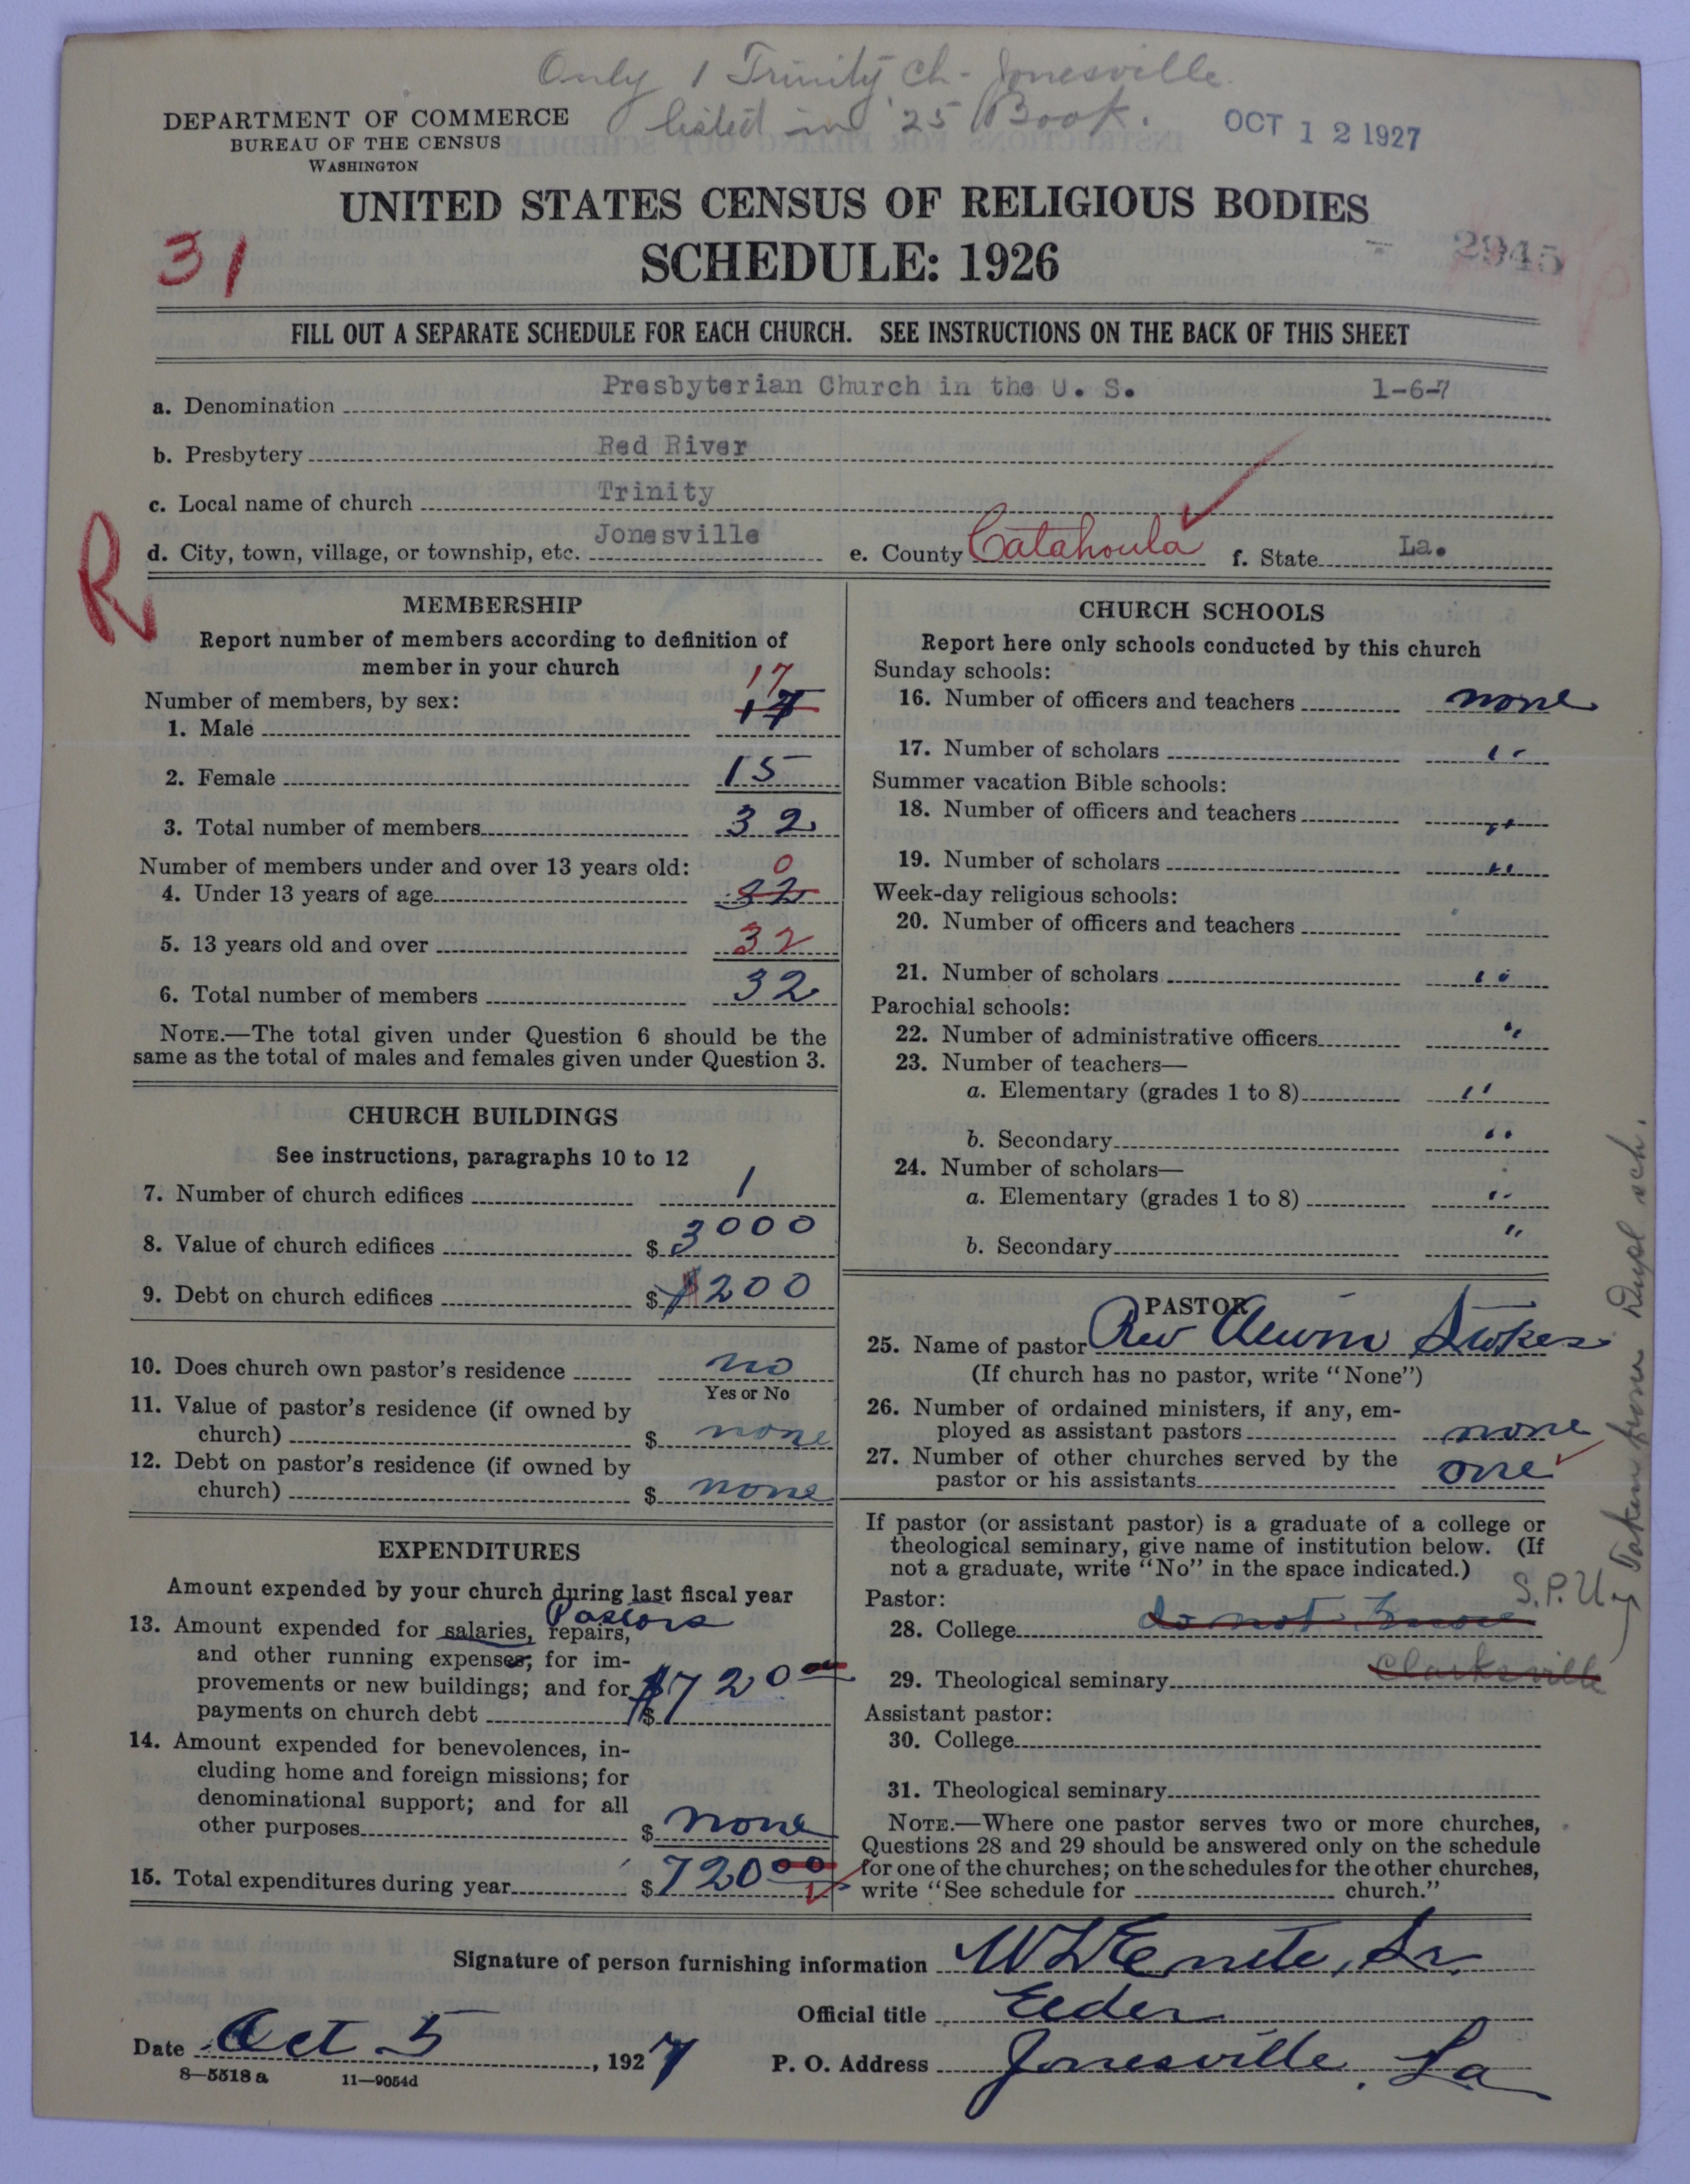 Only 1 Trinity Ch - Jonesville
listed in '25 Book.
OCT 12 1927
DEPARTMENT OF COMMERCE
BUREAU OF THE CENSUS
WASHINGTON
UNITED STATES CENSUS OF RELIGIOUS BODIES
31
SCHEDULE: 1926
2945
FILL OUT A SEPARATE SCHEDULE FOR EACH CHURCH. SEE INSTRUCTIONS ON THE BACK OF THIS SHEET
a. Denomination Presbyterian Church in the U. S. 1-6-7
b. Presbytery Red River
c. Local name of church Trinity
R
d. City, town, village, or township, etc. Jonesville e. County Catahoula f. State La.
MEMBERSHIP
Report number of members according to definition of
member in your church
Number of members, by sex:
1. Male 17 17
2. Female 15
3. Total number of members 32
Number of members under and over 13 years old:
4. Under 13 years of age 32 0
5. 13 years old and over 32
6. Total number of members 32
NOTE.—The total given under Question 6 should be the
same as the total of males and females given under Question 3.
CHURCH BUILDINGS
See instructions, paragraphs 10 to 12
7. Number of church edifices 1
8. Value of church edifices $ 3000
9. Debt on church edifices $ 200
10. Does church own pastor's residence no
Yes or No
11. Value of pastor's residence (if owned by
church) $ none
12. Debt on pastor's residence (if owned by
church) $ none
EXPENDITURES
Amount expended by your church during last fiscal year
Pastors
13. Amount expended for salaries, repairs,
and other running expenses; for im-
provements or new buildings; and for
payments on church debt $ $720 00
14. Amount expended for benevolences, in-
cluding home and foreign missions; for
denominational support; and for all
other purposes $ none
15. Total expenditures during year $ 720 00
CHURCH SCHOOLS
Report here only schools conducted by this church
Sunday schools:
16. Number of officers and teachers none
17. Number of scholars "
Summer vacation Bible schools:
18. Number of officers and teachers "
19. Number of scholars "
Week-day religious schools:
20. Number of officers and teachers
21. Number of scholars "
Parochial schools:
22. Number of administrative officers "
23. Number of teachers—
a. Elementary (grades 1 to 8) "
b. Secondary "
24. Number of scholars—
a. Elementary (grades 1 to 8) "
b. Secondary "
PASTOR
25. Name of pastor Rev Stokes
(If church has no pastor, write "None")
26. Number of ordained ministers, if any, em-
ployed as assistant pastors none
27. Number of other churches served by the
pastor or his assistants one
If pastor (or assistant pastor) is a graduate of a college or
theological seminary, give name of institution below. (If
not a graduate, write "No" in the space indicated.)
Pastor: S.P.U.
28. College do not know
29. Theological seminary Clarksville
Assistant pastor:
30. College
31. Theological seminary
NOTE.—Where one pastor serves two or more churches,
Questions 28 and 29 should be answered only on the schedule
for one of the churches; on the schedules for the other churches,
write "See schedule for church."
Taken from Dupl sch.
Signature of person furnishing information Sr.
Official title Elder
Date Oct 5, 1927 P. O. Address Jonesville, La
8—5518a 11—9054d